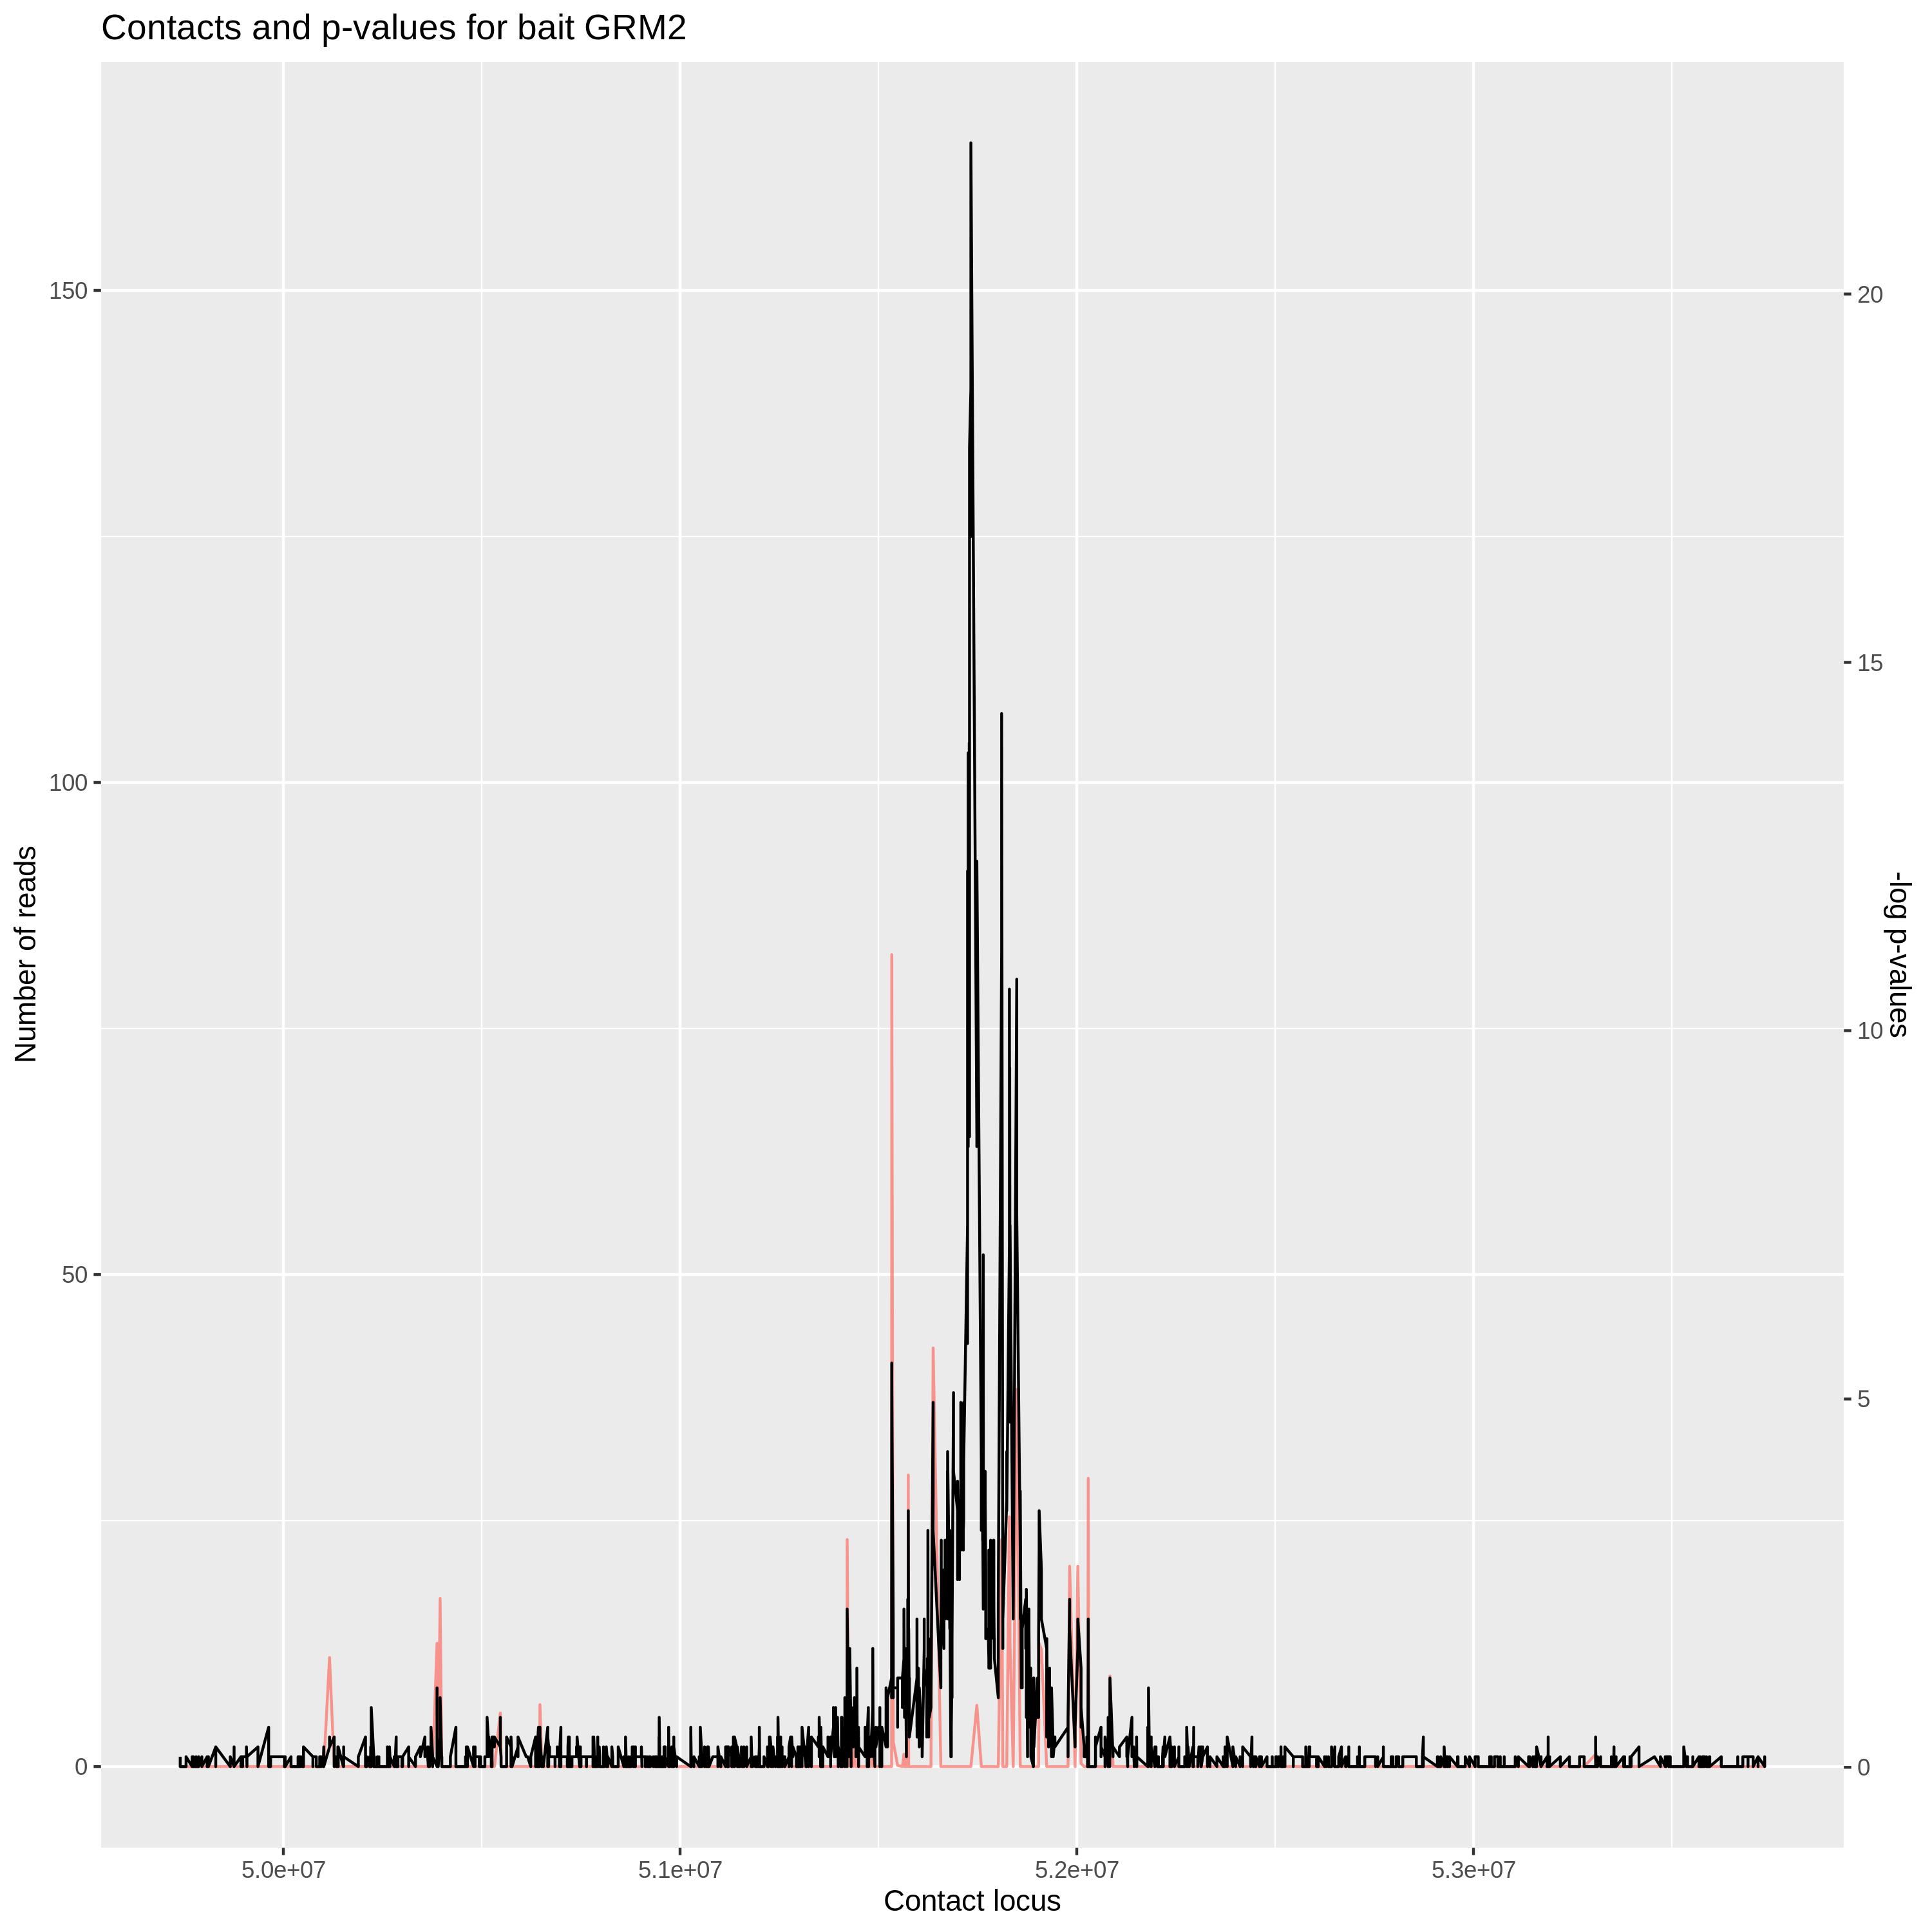 Contacts and p-values for bait GRM2
150
100
50
0
Number of reads
20
15
10
5
0
-log p-values
5.0e+07
5.1e+07
5.2e+07
5.3e+07
Contact locus